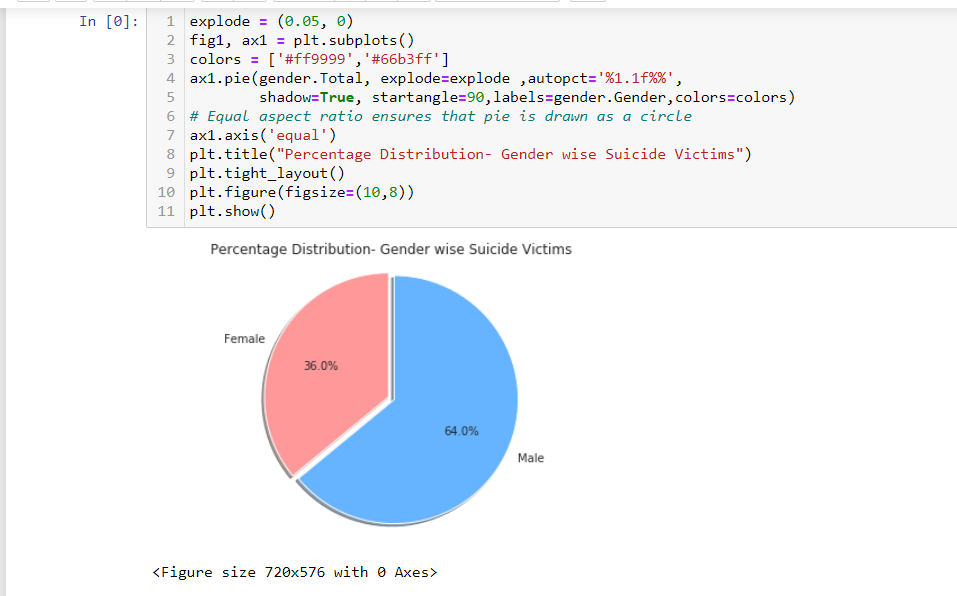 In [0]:
1 explode = (0.05, 0)
2 fig1, ax1 = plt.subplots()
3 colors = ['#ff9999','#66b3ff']
4 ax1.pie(gender.Total, explode=explode ,autopct='%1.1f%%',
5 shadow=True, startangle=90,labels=gender.Gender,colors=colors)
6 # Equal aspect ratio ensures that pie is drawn as a circle
7 ax1.axis('equal')
8 plt.title("Percentage Distribution- Gender wise Suicide Victims")
9 plt.tight_layout()
10 plt.figure(figsize=(10,8))
11 plt.show()
Percentage Distribution- Gender wise Suicide Victims
Female
36.0%
64.0%
Male
<Figure size 720x576 with 0 Axes>